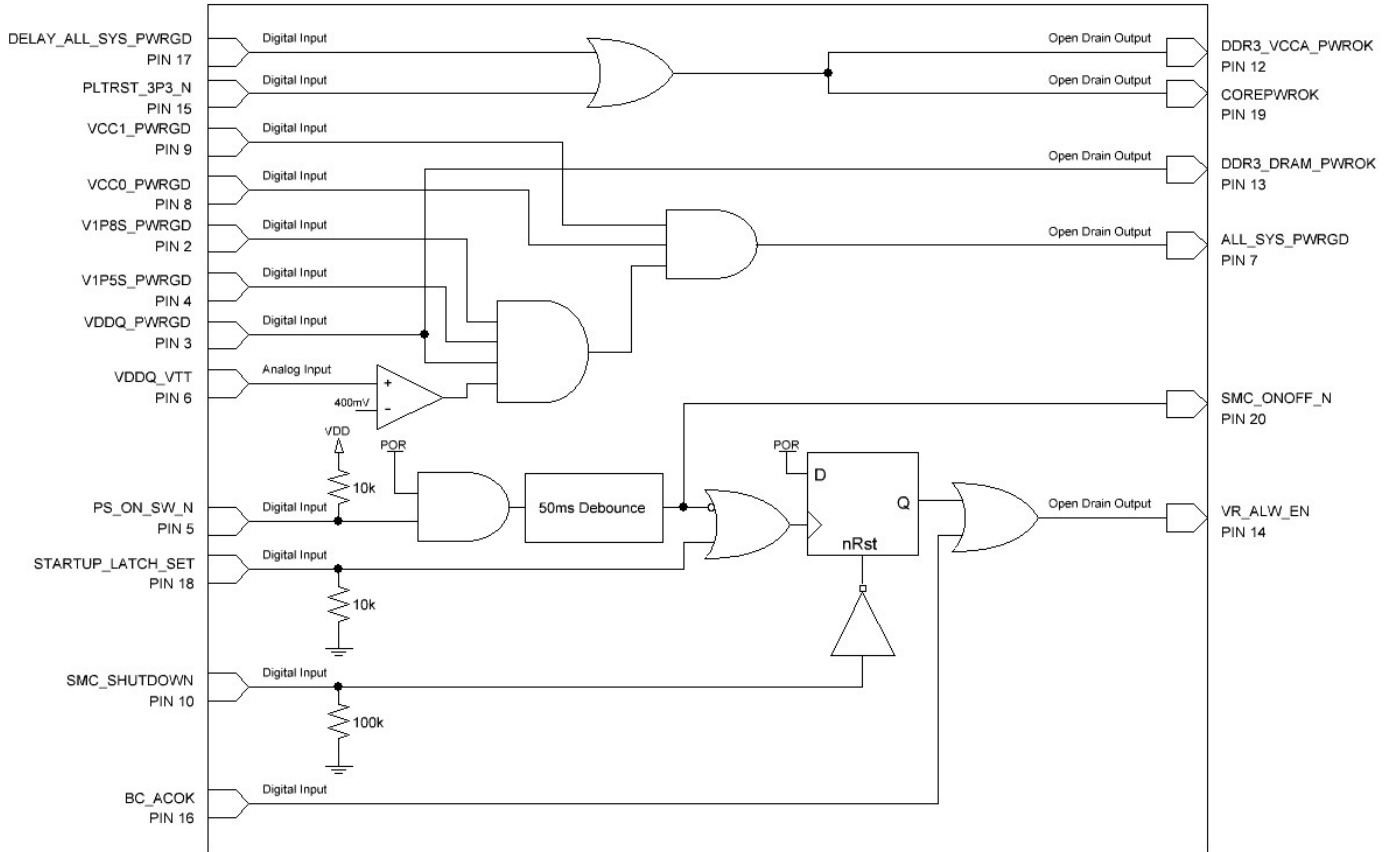 DELAY_ALL_SYS_PWRGD
PIN 17
Digital Input
Open Drain Output
DDR3_VCCA_PWROK
PIN 12
PLTRST_3P3_N
PIN 15
Digital Input
Open Drain Output
COREPWROK
PIN 19
VCC1_PWRGD
PIN 9
Digital Input
Open Drain Output
DDR3_DRAM_PWROK
PIN 13
VCC0_PWRGD
PIN 8
Digital Input
V1P8S_PWRGD
PIN 2
Digital Input
Open Drain Output
ALL_SYS_PWRGD
PIN 7
V1P5S_PWRGD
PIN 4
Digital Input
VDDQ_PWRGD
PIN 3
Digital Input
VDDQ_VTT
PIN 6
Analog Input
+
400mV
-
SMC_ONOFF_N
PIN 20
VDD
10k
POR
POR
D
Q
nRst
PS_ON_SW_N
PIN 5
Digital Input
50ms Debounce
Open Drain Output
VR_ALW_EN
PIN 14
STARTUP_LATCH_SET
PIN 18
Digital Input
10k
SMC_SHUTDOWN
PIN 10
Digital Input
100k
BC_ACOK
PIN 16
Digital Input